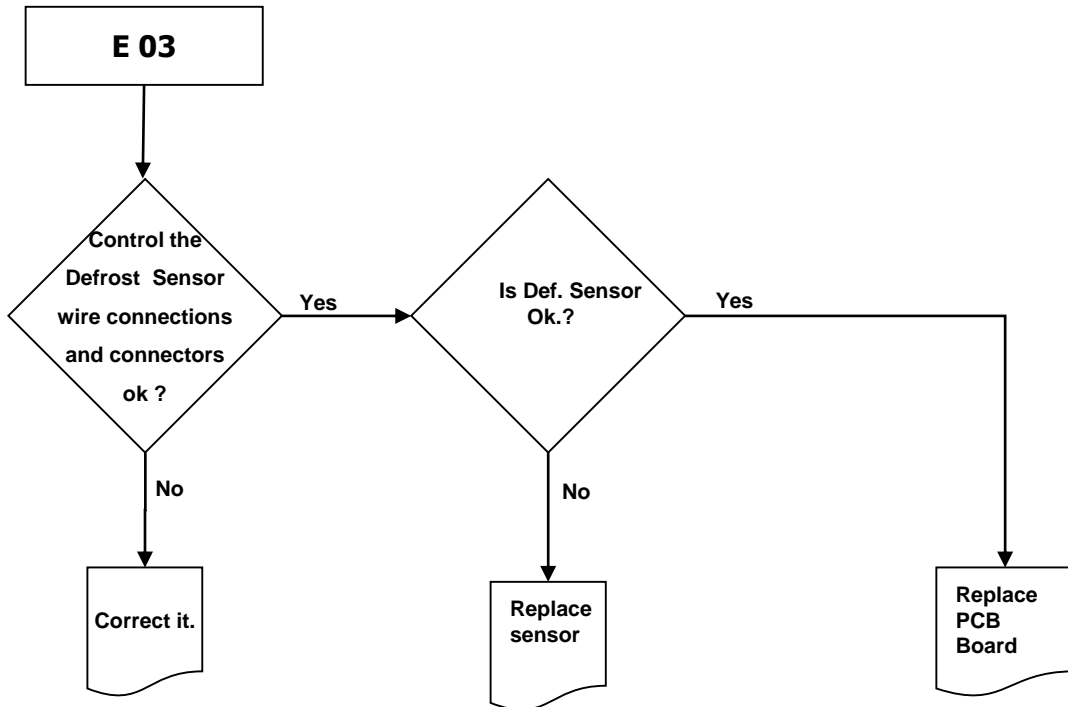 E 03
Control the
Defrost Sensor
wire connections
and connectors
ok ?
Yes
Is Def. Sensor
Ok.?
Yes
No
No
Correct it.
Replace
sensor
Replace
PCB
Board